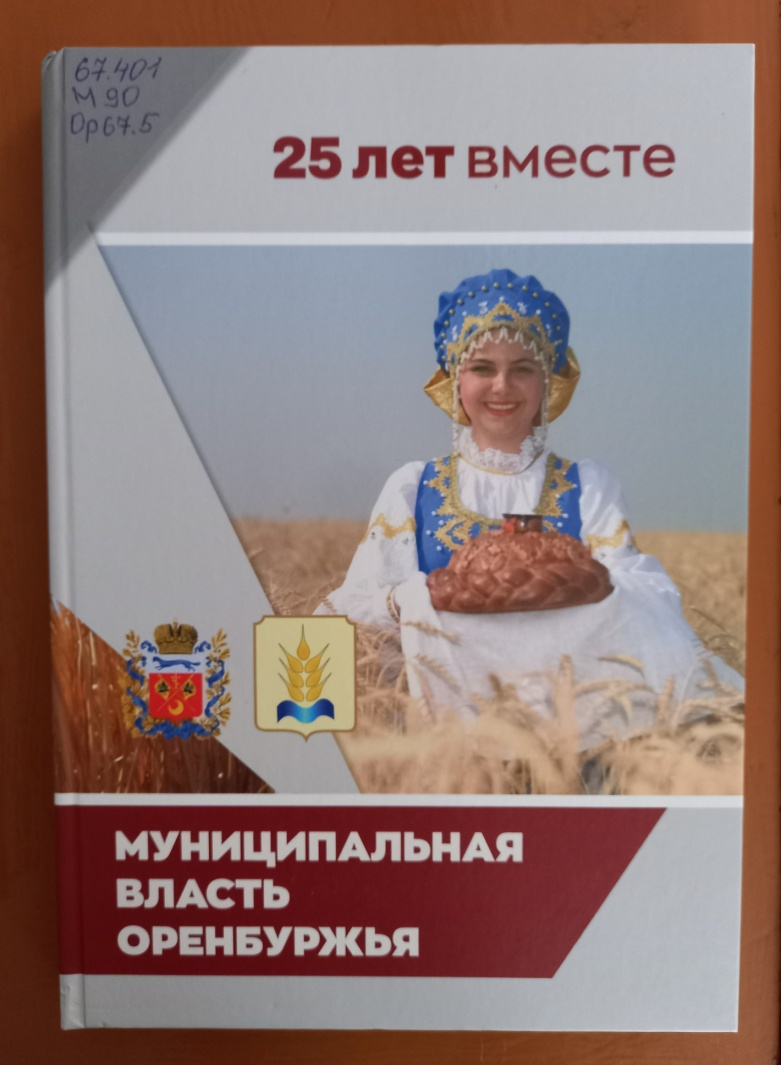 67.401
М 90
Ор67.5
25 лет вместе
МУНИЦИПАЛЬНАЯ
ВЛАСТЬ
ОРЕНБУРЖЬЯ